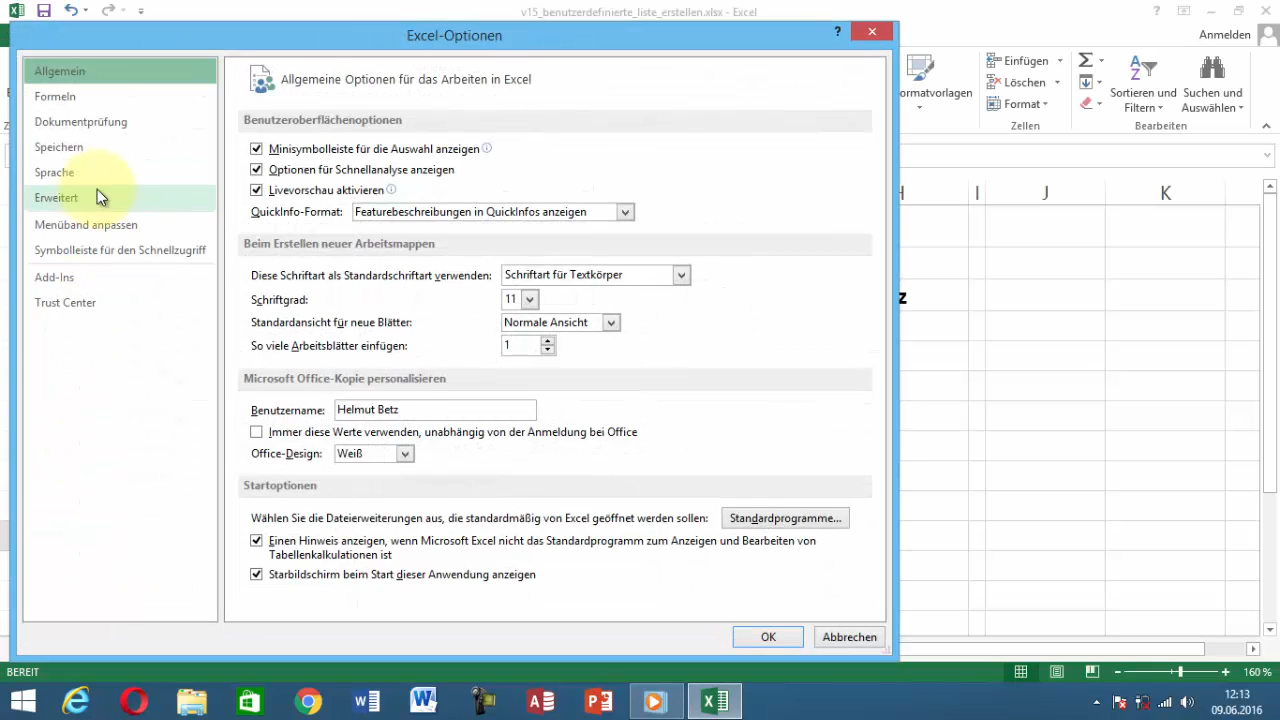 v15_benutzerdefinierte_liste_erstellen.xlsx - Excel
Anmelden
Excel-Optionen
Allgemein
Formeln
Dokumentprüfung
Speichern
Sprache
Erweitert
Menüband anpassen
Symbolleiste für den Schnellzugriff
Add-Ins
Trust Center
Allgemeine Optionen für das Arbeiten in Excel
Benutzeroberflächenoptionen
Minisymbolleiste für die Auswahl anzeigen
Optionen für Schnellanalyse anzeigen
Livevorschau aktivieren
QuickInfo-Format: Featurebeschreibungen in QuickInfos anzeigen
Beim Erstellen neuer Arbeitsmappen
Diese Schriftart als Standardschriftart verwenden: Schriftart für Textkörper
Schriftgrad: 11
Standardansicht für neue Blätter: Normale Ansicht
So viele Arbeitsblätter einfügen: 1
Microsoft Office-Kopie personalisieren
Benutzername: Helmut Betz
Immer diese Werte verwenden, unabhängig von der Anmeldung bei Office
Office-Design: Weiß
Startoptionen
Wählen Sie die Dateierweiterungen aus, die standardmäßig von Excel geöffnet werden sollen: Standardprogramme...
Einen Hinweis anzeigen, wenn Microsoft Excel nicht das Standardprogramm zum Anzeigen und Bearbeiten von
Tabellenkalkulationen ist
Starbildschirm beim Start dieser Anwendung anzeigen
OK Abbrechen
ormatvorlagen
Einfügen
Löschen
Format
Zellen
Sortieren und
Filtern
Suchen und
Auswählen
Bearbeiten
H I J K
z
BEREIT
160 %
12:13
09.06.2016